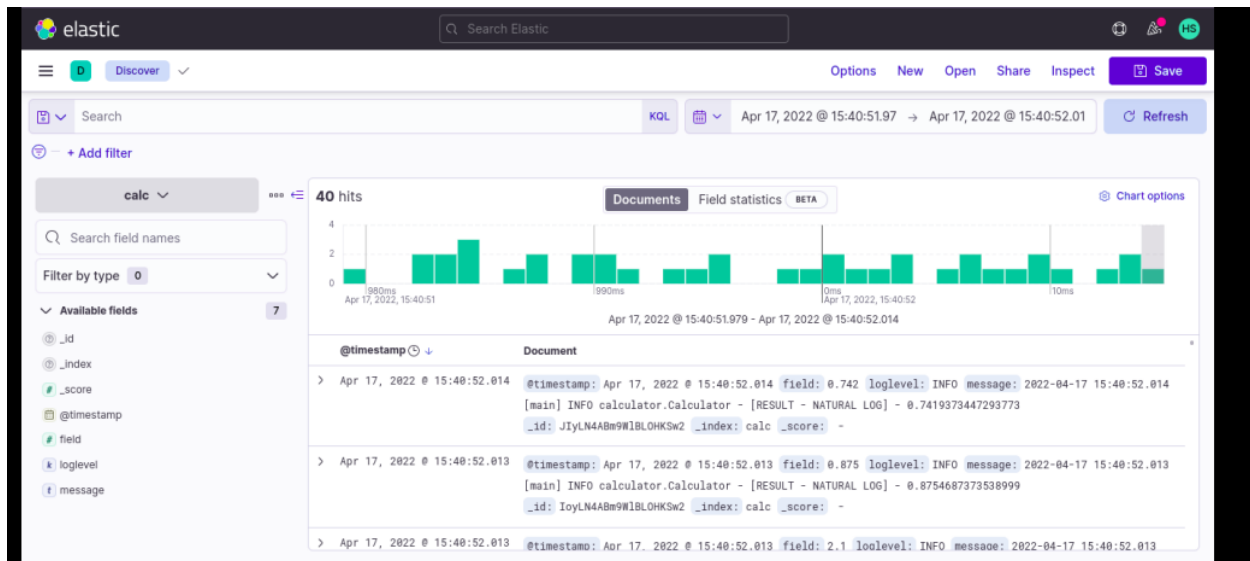 elastic
Search Elastic
HS
D Discover Options New Open Share Inspect Save
Search KQL Apr 17, 2022 @ 15:40:51.97 → Apr 17, 2022 @ 15:40:52.01 Refresh
+ Add filter
calc
Search field names
Filter by type 0
Available fields 7
_id
_index
# _score
@timestamp
# field
k loglevel
t message
40 hits Documents Field statistics BETA Chart options
4
2
0
980ms 990ms 0ms 10ms
Apr 17, 2022, 15:40:51 Apr 17, 2022, 15:40:52
Apr 17, 2022 @ 15:40:51.979 - Apr 17, 2022 @ 15:40:52.014
@timestamp ↓ Document
> Apr 17, 2022 @ 15:40:52.014 @timestamp: Apr 17, 2022 @ 15:40:52.014 field: 0.742 loglevel: INFO message: 2022-04-17 15:40:52.014
[main] INFO calculator.Calculator - [RESULT - NATURAL LOG] - 0.7419373447293773
_id: JIyLN4ABm9WlBLOHKSw2 _index: calc _score: -
> Apr 17, 2022 @ 15:40:52.013 @timestamp: Apr 17, 2022 @ 15:40:52.013 field: 0.875 loglevel: INFO message: 2022-04-17 15:40:52.013
[main] INFO calculator.Calculator - [RESULT - NATURAL LOG] - 0.8754687373538999
_id: IoyLN4ABm9WlBLOHKSw2 _index: calc _score: -
> Apr 17, 2022 @ 15:40:52.013 @timestamp: Apr 17, 2022 @ 15:40:52.013 field: 2.1 loglevel: INFO message: 2022-04-17 15:40:52.013